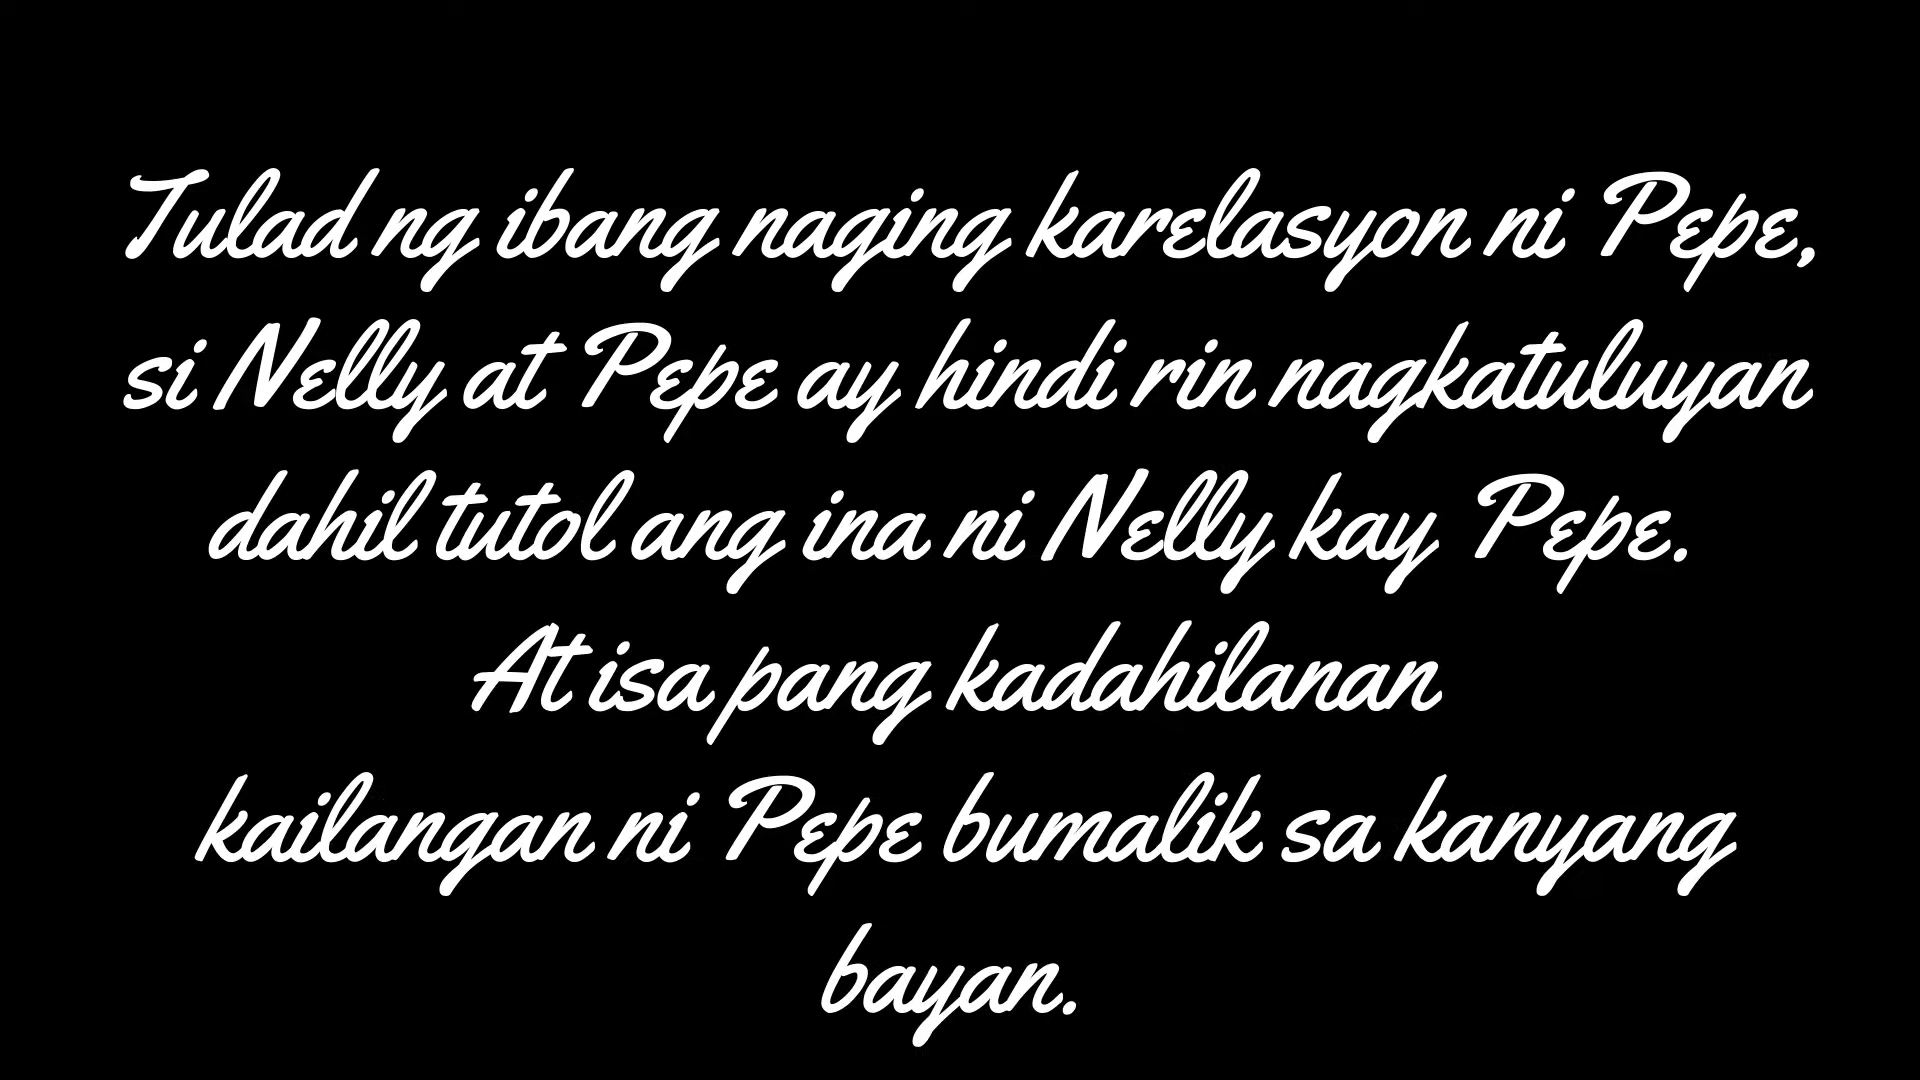 Tulad ng ibang naging karelasyon ni Pepe,
si Nelly at Pepe ay hindi rin nagkatuluyan
dahil tutol ang ina ni Nelly kay Pepe.
At isa pang kadahilanan
kailangan ni Pepe bumalik sa kanyang
bayan.